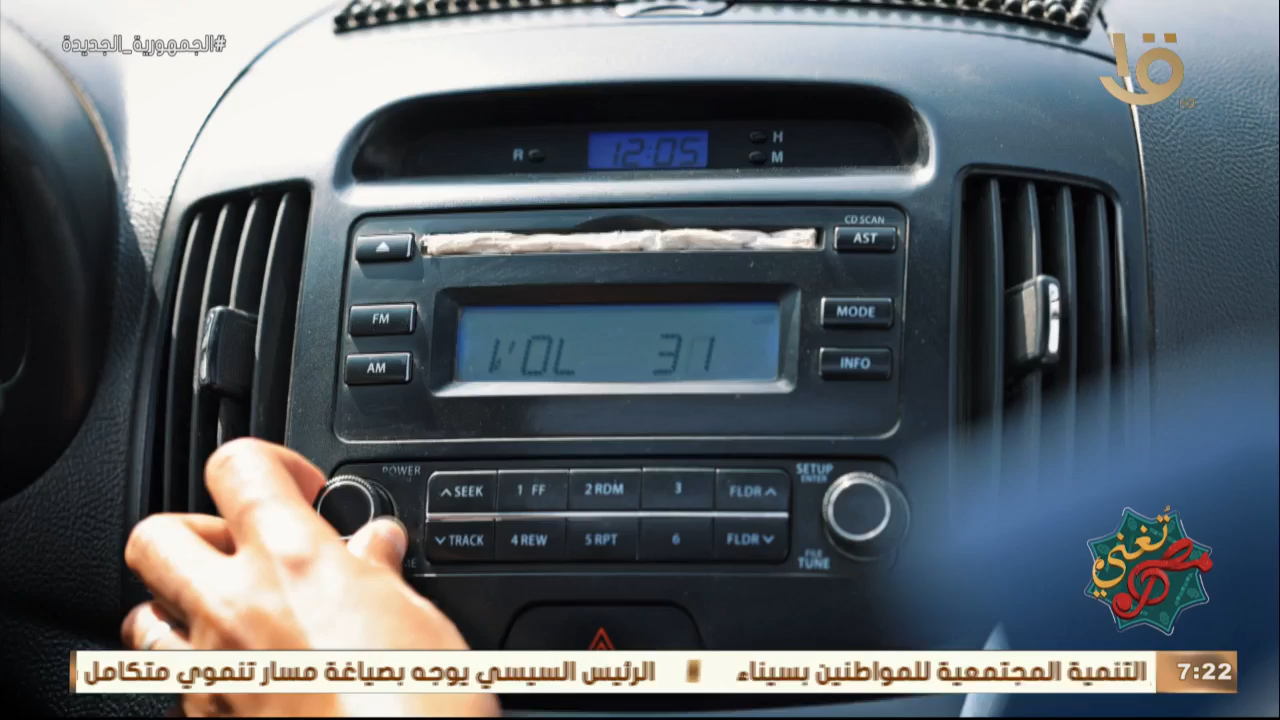 #الجمهورية_الجديدة
R
12:05
H
M
CD SCAN
AST
FM
VOL 31
MODE
AM
INFO
POWER
SEEK
1 FF
2 RDM
3
FLDR
SETUP
ENTER
TRACK
4 REW
5 RPT
6
FLDR
FILE
TUNE
تُغني
مصر
التنمية المجتمعية للمواطنين بسيناء
الرئيس السيسي يوجه بصياغة مسار تنموي متكامل
7:22